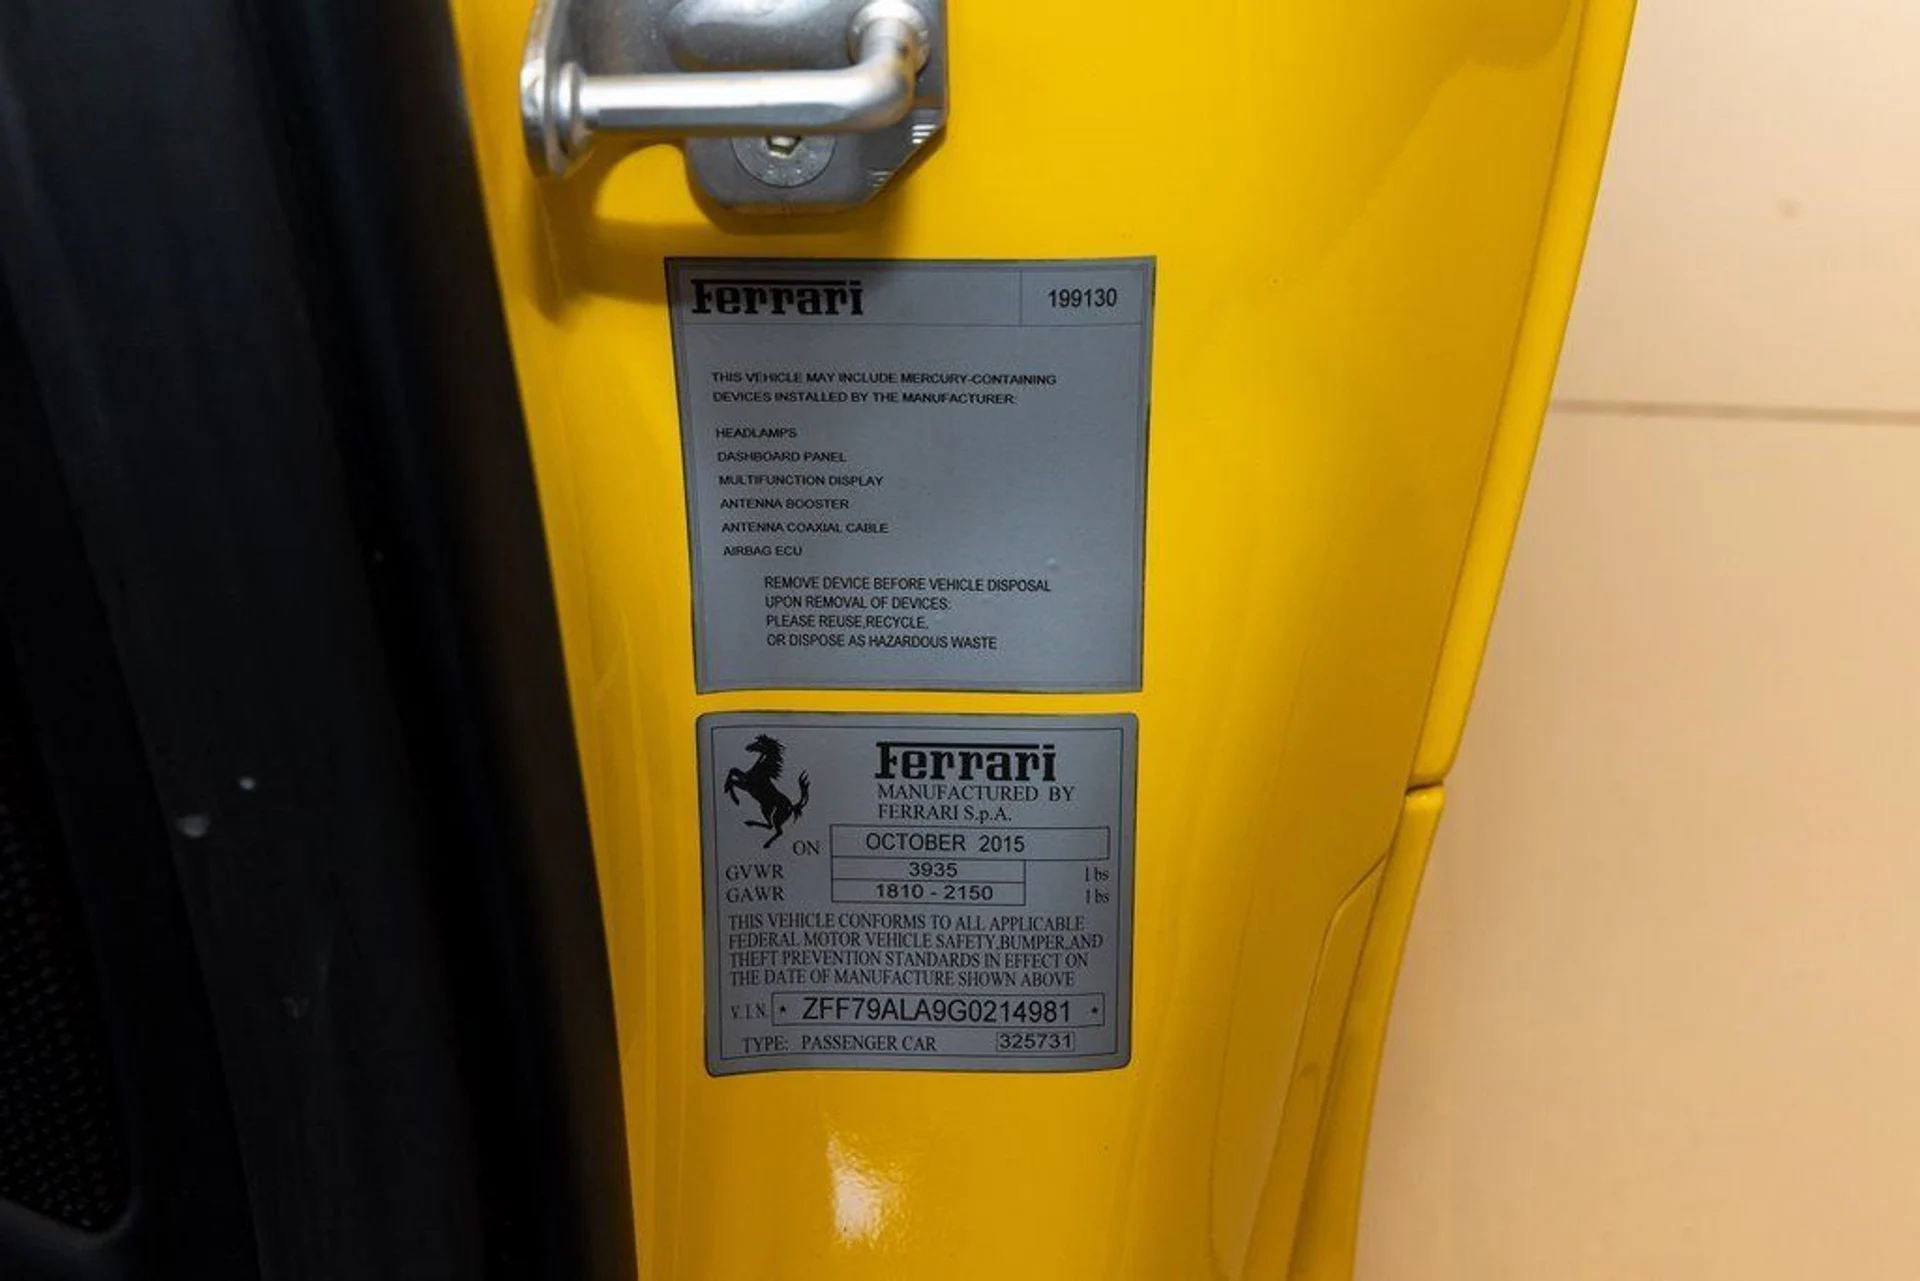 Ferrari 199130
THIS VEHICLE MAY INCLUDE MERCURY-CONTAINING
DEVICES INSTALLED BY THE MANUFACTURER:
HEADLAMPS
DASHBOARD PANEL
MULTIFUNCTION DISPLAY
ANTENNA BOOSTER
ANTENNA COAXIAL CABLE
AIRBAG ECU
REMOVE DEVICE BEFORE VEHICLE DISPOSAL
UPON REMOVAL OF DEVICES:
PLEASE REUSE,RECYCLE,
OR DISPOSE AS HAZARDOUS WASTE
Ferrari
MANUFACTURED BY
FERRARI S.p.A.
ON OCTOBER 2015
GVWR 3935 lbs
GAWR 1810 - 2150 lbs
THIS VEHICLE CONFORMS TO ALL APPLICABLE
FEDERAL MOTOR VEHICLE SAFETY,BUMPER,AND
THEFT PREVENTION STANDARDS IN EFFECT ON
THE DATE OF MANUFACTURE SHOWN ABOVE
V.I.N. * ZFF79ALA9G0214981 *
TYPE: PASSENGER CAR 325731